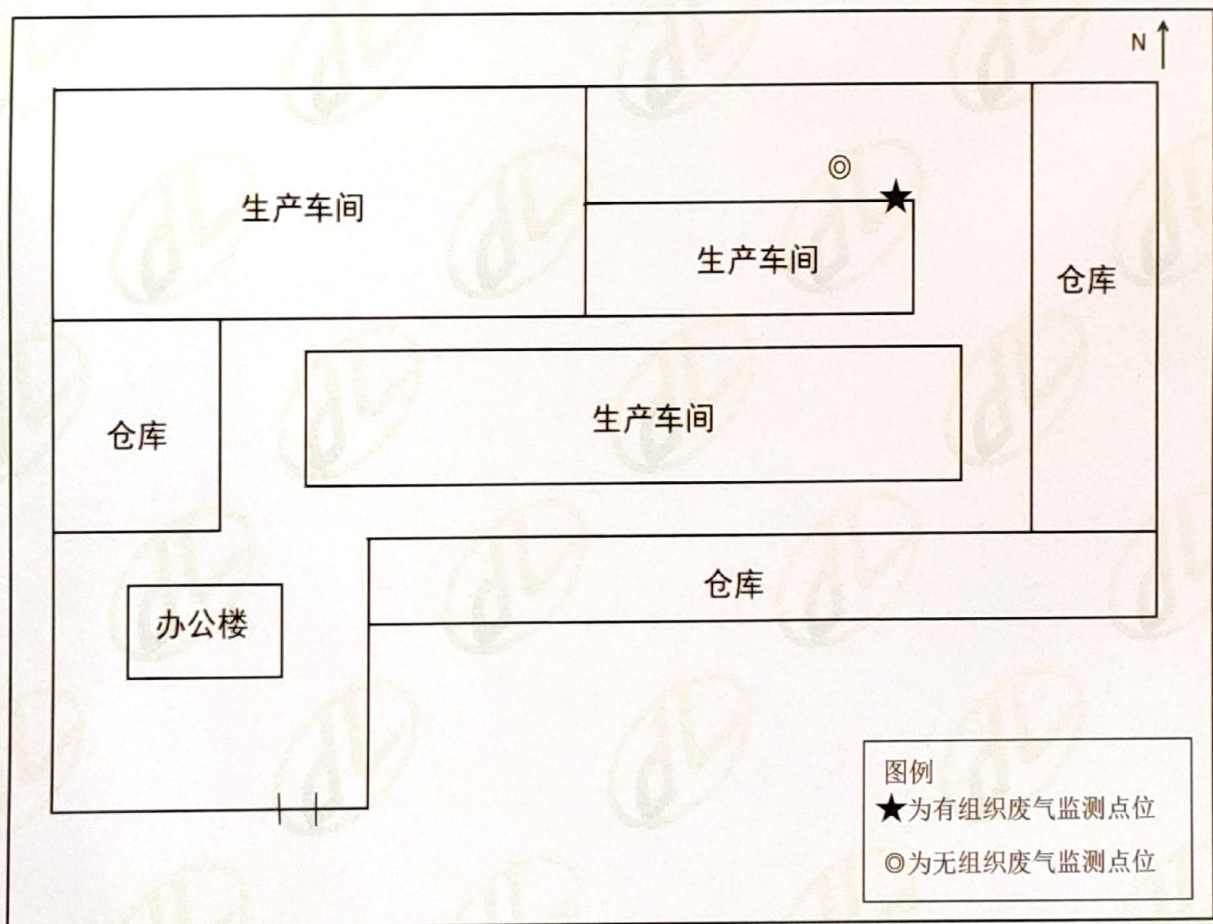 N
生产车间
生产车间
仓库
生产车间
仓库
仓库
办公楼
图例
★为有组织废气监测点位
◎为无组织废气监测点位